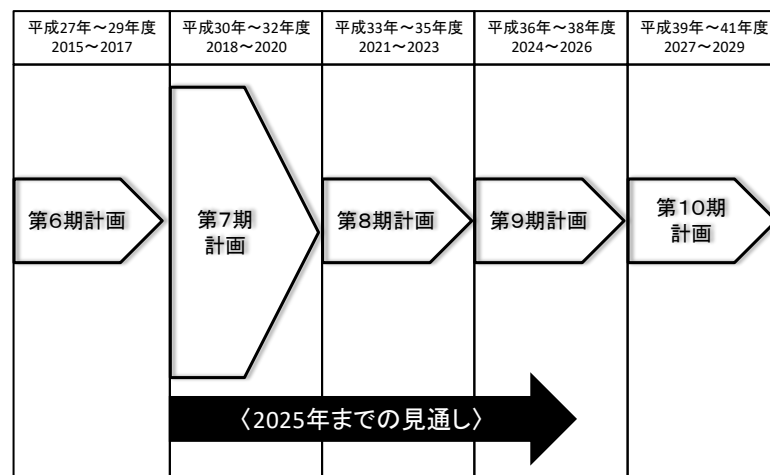 平成27年～29年度
2015～2017
平成30年～32年度
2018～2020
平成33年～35年度
2021～2023
平成36年～38年度
2024～2026
平成39年～41年度
2027～2029
第6期計画
第7期
計画
第8期計画
第9期計画
第10期
計画
〈2025年までの見通し〉